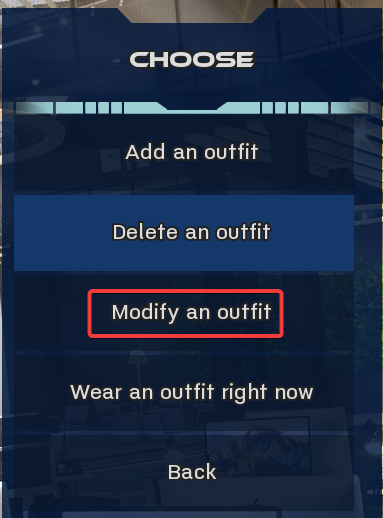 CHOOSE
Add an outfit
Delete an outfit
Modify an outfit
Wear an outfit right now
Back